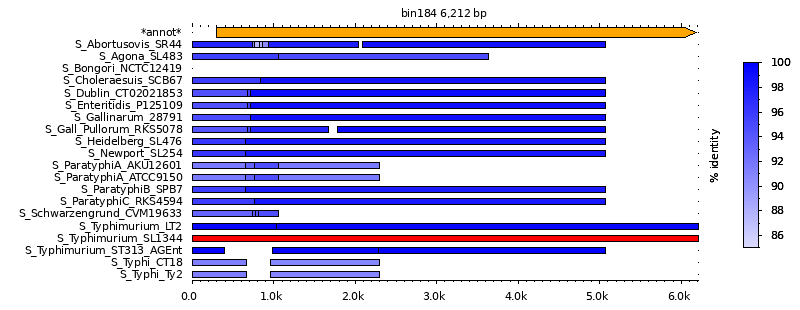 bin184 6,212 bp
*annot*
S_Abortusovis_SR44
S_Agona_SL483
S_Bongori_NCTC12419
S_Choleraesuis_SCB67
S_Dublin_CT02021853
S_Enteritidis_P125109
S_Gallinarum_28791
S_Gall_Pullorum_RKS5078
S_Heidelberg_SL476
S_Newport_SL254
S_ParatyphiA_AKU12601
S_ParatyphiA_ATCC9150
S_ParatyphiB_SPB7
S_ParatyphiC_RKS4594
S_Schwarzengrund_CVM19633
S_Typhimurium_LT2
S_Typhimurium_SL1344
S_Typhimurium_ST313_AGEnt
S_Typhi_CT18
S_Typhi_Ty2
0.0 1.0k 2.0k 3.0k 4.0k 5.0k 6.0k
% identity
100
98
96
94
92
90
88
86